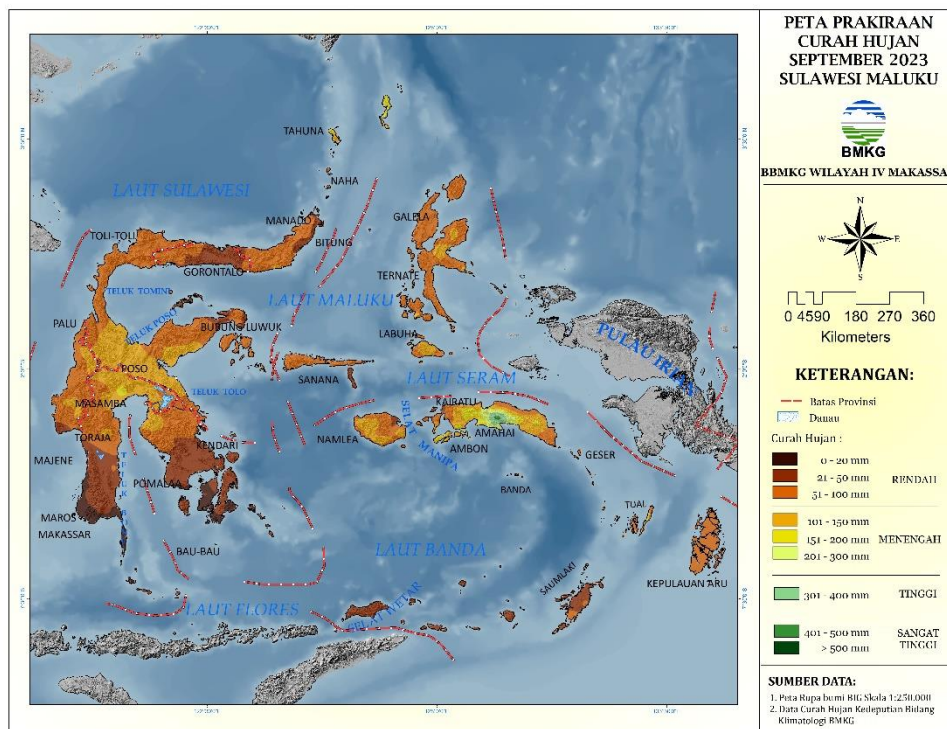 PETA PRAKIRAAN
CURAH HUJAN
SEPTEMBER 2023
SULAWESI MALUKU
BMKG
BBMKG WILAYAH IV MAKASSA
N
W
E
S
0 4590 180 270 360
Kilometers
KETERANGAN:
Batas Provinsi
Danau
Curah Hujan :
0 - 20 mm
21 - 50 mm
RENDAH
51 - 100 mm
101 - 150 mm
151 - 200 mm
MENENGAH
201 - 300 mm
301 - 400 mm
TINGGI
401 - 500 mm
SANGAT
> 500 mm
TINGGI
SUMBER DATA:
1. Peta Rupa bumi BIG Skala 1:250.000
2. Data Curah Hujan Kedeputian Bidang
Klimatologi BMKG
TAHUNA
NAHA
LAUT SULAWESI
MANADO
GALELA
TOLI-TOLI
BITUNG
GORONTALO
TERNATE
TELUK TOMINI
LAUT MALUKU
PALU
TELUK POSO
BUBUNG LUWUK
LABUHA
PULAU IRIAN
POSO
SANANA
LAUT SERAM
TELUK TOLO
MASAMBA
KAIRATU
TORAJA
KENDARI
NAMLEA
SELAT MANIPA
AMAHAI
AMBON
MAJENE
GESER
POMALAA
BANDA
MAROS
TUAL
MAKASSAR
BAU-BAU
LAUT BANDA
SAUMLAKI
KEPULAUAN ARU
LAUT FLORES
SELAT WETAR